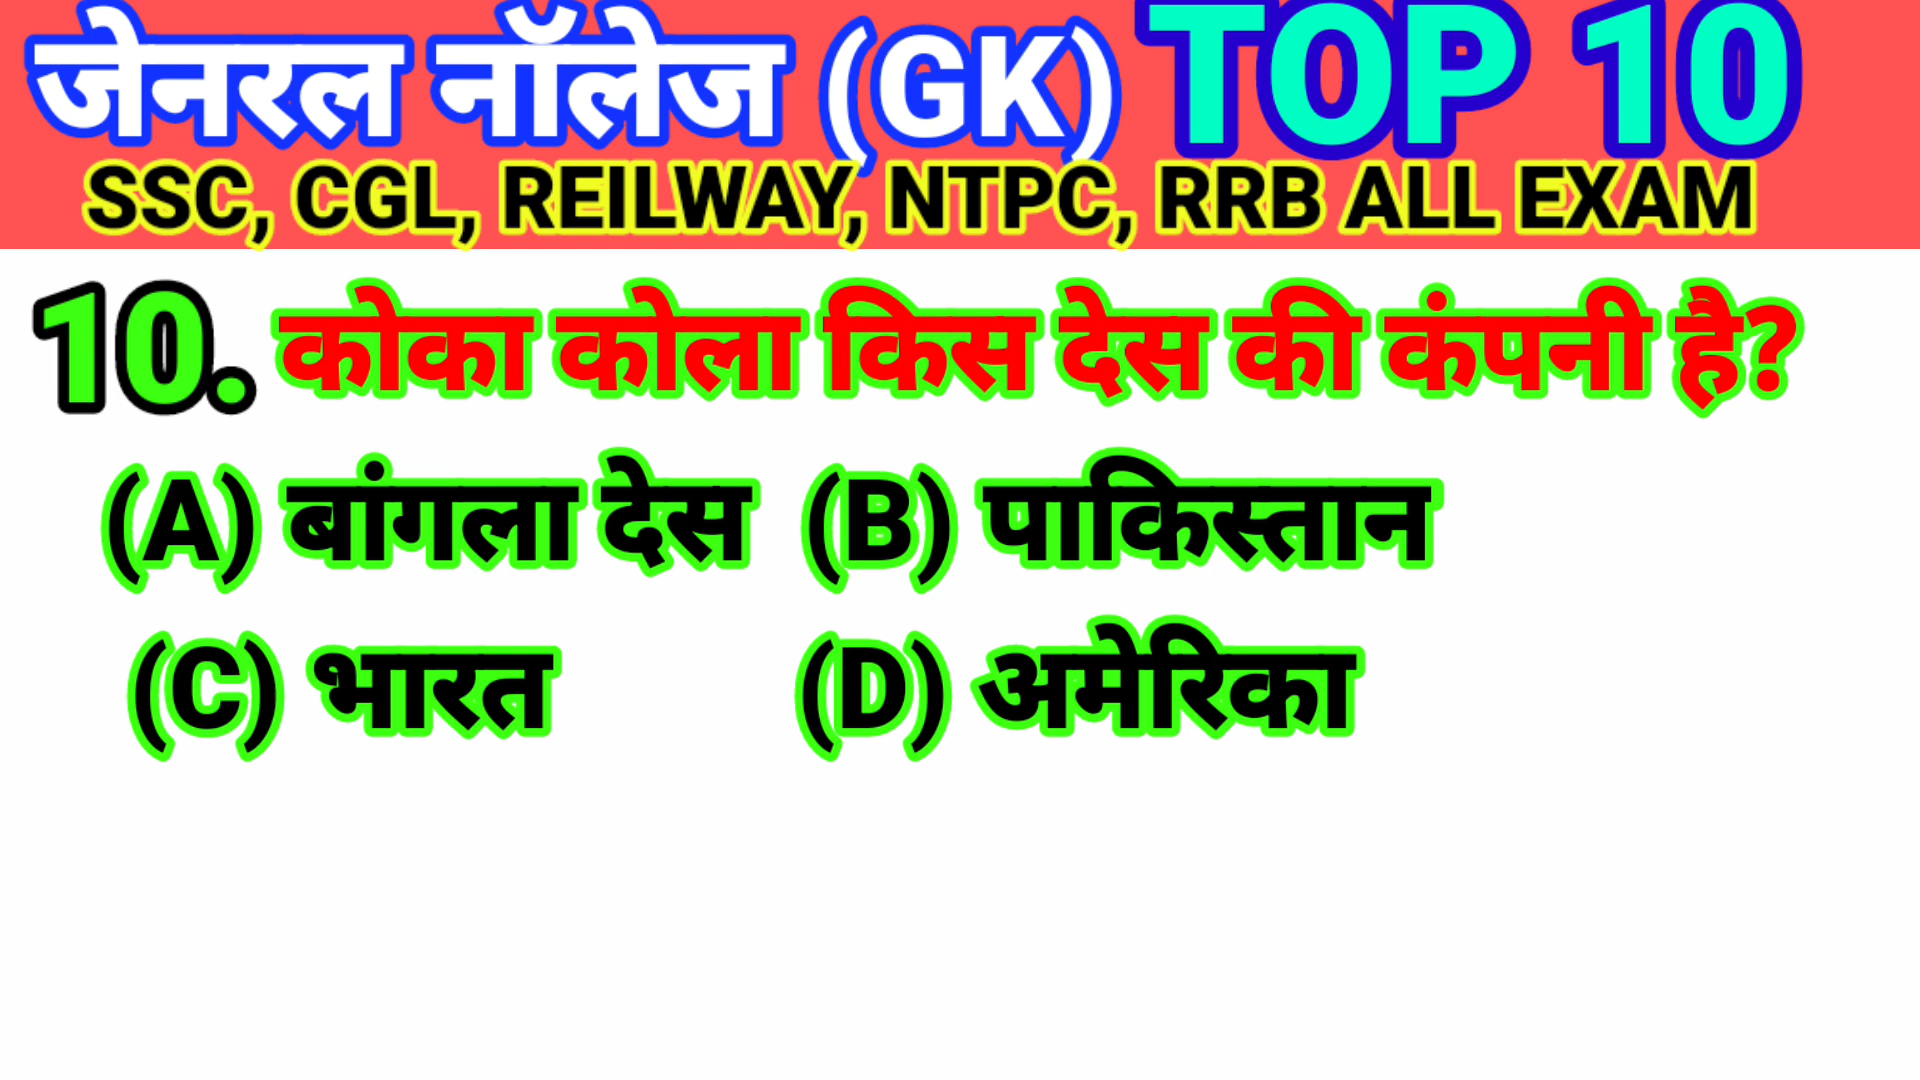 जेनरल नॉलेज (GK) TOP 10
SSC, CGL, REILWAY, NTPC, RRB ALL EXAM
10. कोका कोला किस देस की कंपनी है?
(A) बांगला देस (B) पाकिस्तान
(C) भारत (D) अमेरिका